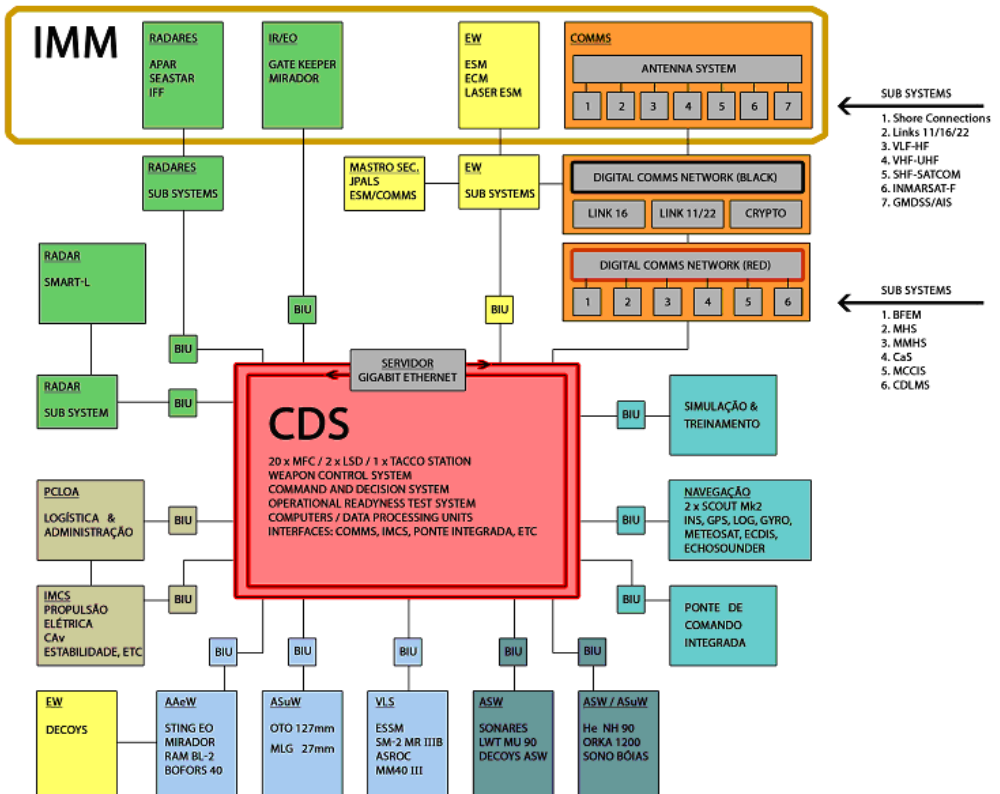 IMM
RADARES
APAR
SEASTAR
IFF
IR/EO
GATE KEEPER
MIRADOR
EW
ESM
ECM
LASER ESM
COMMS
ANTENNA SYSTEM
1 2 3 4 5 6 7
SUB SYSTEMS
1. Shore Connections
2. Links 11/16/22
3. VLF-HF
4. VHF-UHF
5. SHF-SATCOM
6. INMARSAT-F
7. GMDSS/AIS
RADARES
SUB SYSTEMS
MASTRO SEC.
JPALS
ESM/COMMS
EW
SUB SYSTEMS
DIGITAL COMMS NETWORK (BLACK)
LINK 16 LINK 11/22 CRYPTO
RADAR
SMART-L
DIGITAL COMMS NETWORK (RED)
1 2 3 4 5 6
SUB SYSTEMS
1. BFEM
2. MHS
3. MMHS
4. CaS
5. MCCIS
6. CDLMS
BIU
BIU
BIU
RADAR
SUB SYSTEM
BIU
SERVIDOR
GIGABIT ETHERNET
CDS
20 x MFC / 2 x LSD / 1 x TACCO STATION
WEAPON CONTROL SYSTEM
COMMAND AND DECISION SYSTEM
OPERATIONAL READYNESS TEST SYSTEM
COMPUTERS / DATA PROCESSING UNITS
INTERFACES: COMMS, IMCS, PONTE INTEGRADA, ETC
BIU
SIMULAÇÃO &
TREINAMENTO
PCLOA
LOGÍSTICA &
ADMINISTRAÇÃO
BIU
BIU
NAVEGAÇÃO
2 x SCOUT Mk2
INS, GPS, LOG, GYRO,
METEOSAT, ECDIS,
ECHOSOUNDER
IMCS
PROPULSÃO
ELÉTRICA
CAv
ESTABILIDADE, ETC
BIU
BIU
PONTE DE
COMANDO
INTEGRADA
BIU BIU BIU BIU BIU
EW
DECOYS
AAeW
STING EO
MIRADOR
RAM BL-2
BOFORS 40
ASuW
OTO 127mm
MLG 27mm
VLS
ESSM
SM-2 MR IIIB
ASROC
MM40 III
ASW
SONARES
LWT MU 90
DECOYS ASW
ASW / ASuW
He NH 90
ORKA 1200
SONO BÓIAS